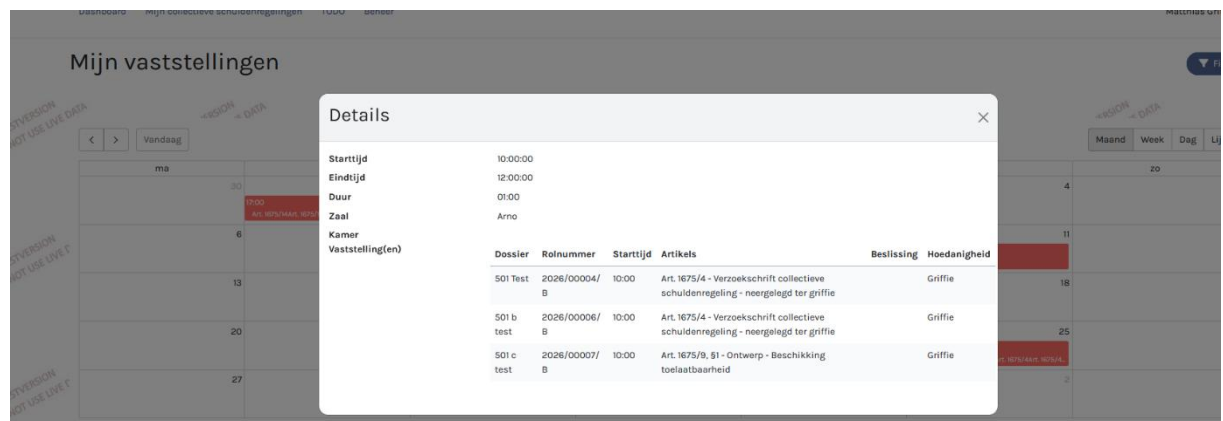 Dashboard Mijn collectieve schuldenregelingen TODO Beheer
Matthias
Mijn vaststellingen
Details
Vandaag
Maand Week Dag
ma
zo
Starttijd 10:00:00
Eindtijd 12:00:00
Duur 01:00
Zaal Arno
Kamer
Vaststelling(en)
Dossier Rolnummer Starttijd Artikels Beslissing Hoedanigheid
501 Test 2026/00004/ 10:00 Art. 1675/4 - Verzoekschrift collectieve Griffie
B schuldenregeling - neergelegd ter griffie
501 b 2026/00006/ 10:00 Art. 1675/4 - Verzoekschrift collectieve Griffie
test B schuldenregeling - neergelegd ter griffie
501 c 2026/00007/ 10:00 Art. 1675/9, §1 - Ontwerp - Beschikking Griffie
test B toelaatbaarheid
30
4
17:00
6
11
13
18
20
25
27
2